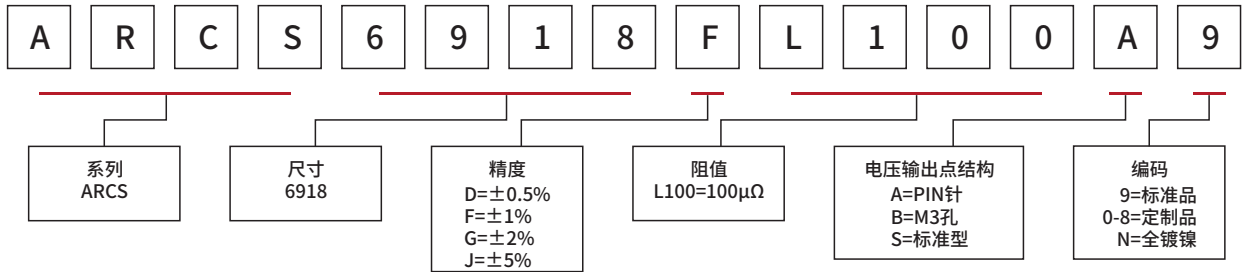 A R C S 6 9 1 8 F L 1 0 0 A 9
系列
ARCS
尺寸
6918
精度
D=±0.5%
F=±1%
G=±2%
J=±5%
阻值
L100=100μΩ
电压输出点结构
A=PIN针
B=M3孔
S=标准型
编码
9=标准品
0-8=定制品
N=全镀镍